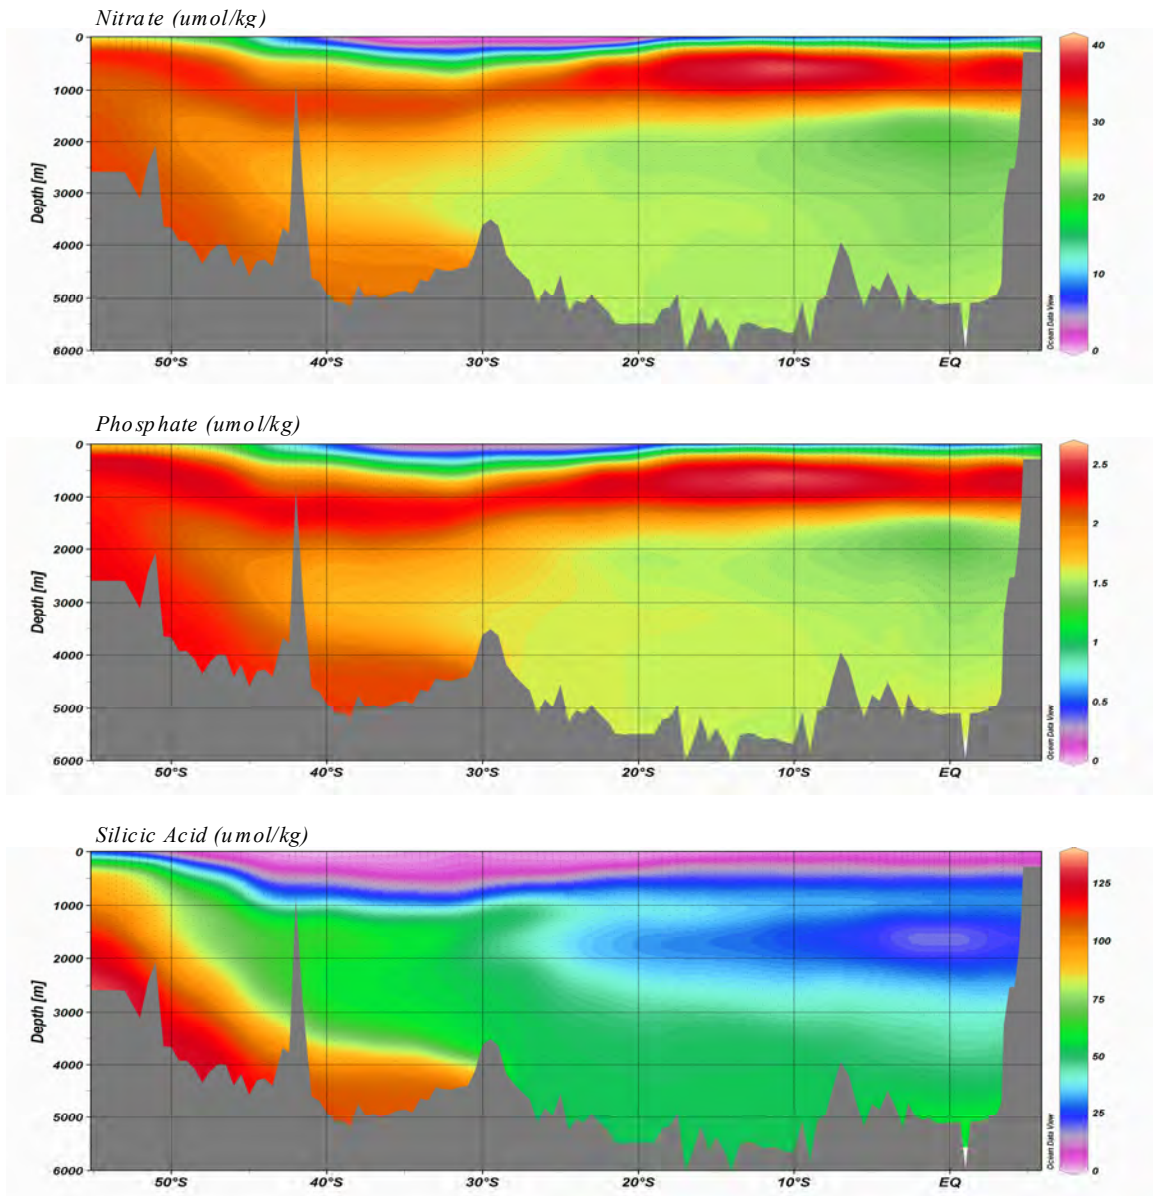 Nitrate (umol/kg)
0
1000
2000
3000
4000
5000
6000
Depth [m]
50°S
40°S
30°S
20°S
10°S
EQ
Ocean Data View
40
30
20
10
0
Phosphate (umol/kg)
0
1000
2000
3000
4000
5000
6000
Depth [m]
50°S
40°S
30°S
20°S
10°S
EQ
Ocean Data View
2.5
2
1.5
1
0.5
0
Silicic Acid (umol/kg)
0
1000
2000
3000
4000
5000
6000
Depth [m]
50°S
40°S
30°S
20°S
10°S
EQ
Ocean Data View
125
100
75
50
25
0